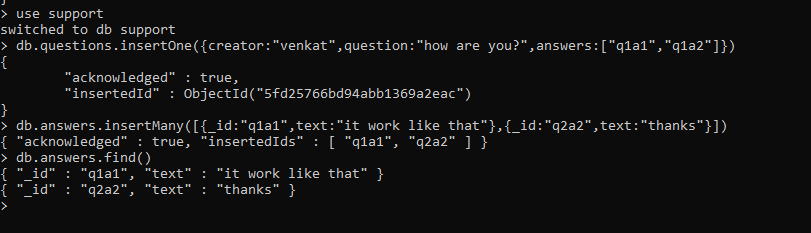 }
> use support
switched to db support
> db.questions.insertOne({creator:"venkat",question:"how are you?",answers:["q1a1","q1a2"]})
{
        "acknowledged" : true,
        "insertedId" : ObjectId("5fd25766bd94abb1369a2eac")
}
> db.answers.insertMany([{_id:"q1a1",text:"it work like that"},{_id:"q2a2",text:"thanks"}])
{ "acknowledged" : true, "insertedIds" : [ "q1a1", "q2a2" ] }
> db.answers.find()
{ "_id" : "q1a1", "text" : "it work like that" }
{ "_id" : "q2a2", "text" : "thanks" }
>